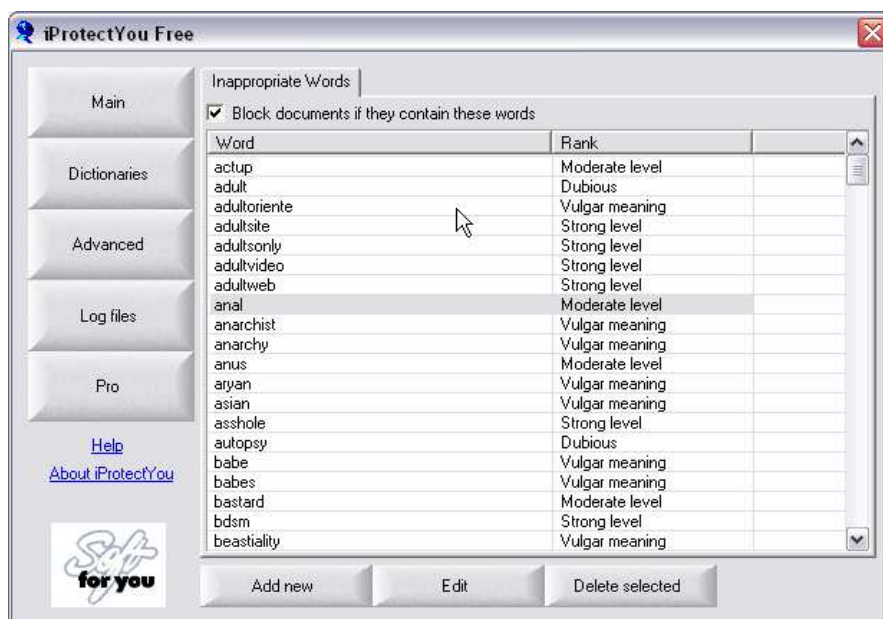 iProtectYou Free
Main
Dictionaries
Advanced
Log files
Pro
Help
About iProtectYou
Soft
for you
Inappropriate Words
Block documents if they contain these words
Word Rank
actup Moderate level
adult Dubious
adultoriente Vulgar meaning
adultsite Strong level
adultsonly Strong level
adultvideo Strong level
adultweb Strong level
anal Moderate level
anarchist Vulgar meaning
anarchy Vulgar meaning
anus Moderate level
aryan Vulgar meaning
asian Vulgar meaning
asshole Strong level
autopsy Dubious
babe Vulgar meaning
babes Vulgar meaning
bastard Moderate level
bdsm Strong level
beastiality Vulgar meaning
Add new Edit Delete selected